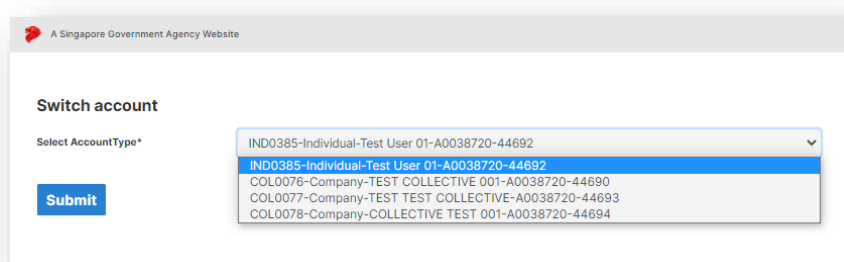 A Singapore Government Agency Website
Switch account
Select AccountType*
IND0385-Individual-Test User 01-A0038720-44692
IND0385-Individual-Test User 01-A0038720-44692
COL0076-Company-TEST COLLECTIVE 001-A0038720-44690
COL0077-Company-TEST TEST COLLECTIVE-A0038720-44693
COL0078-Company-COLLECTIVE TEST 001-A0038720-44694
Submit